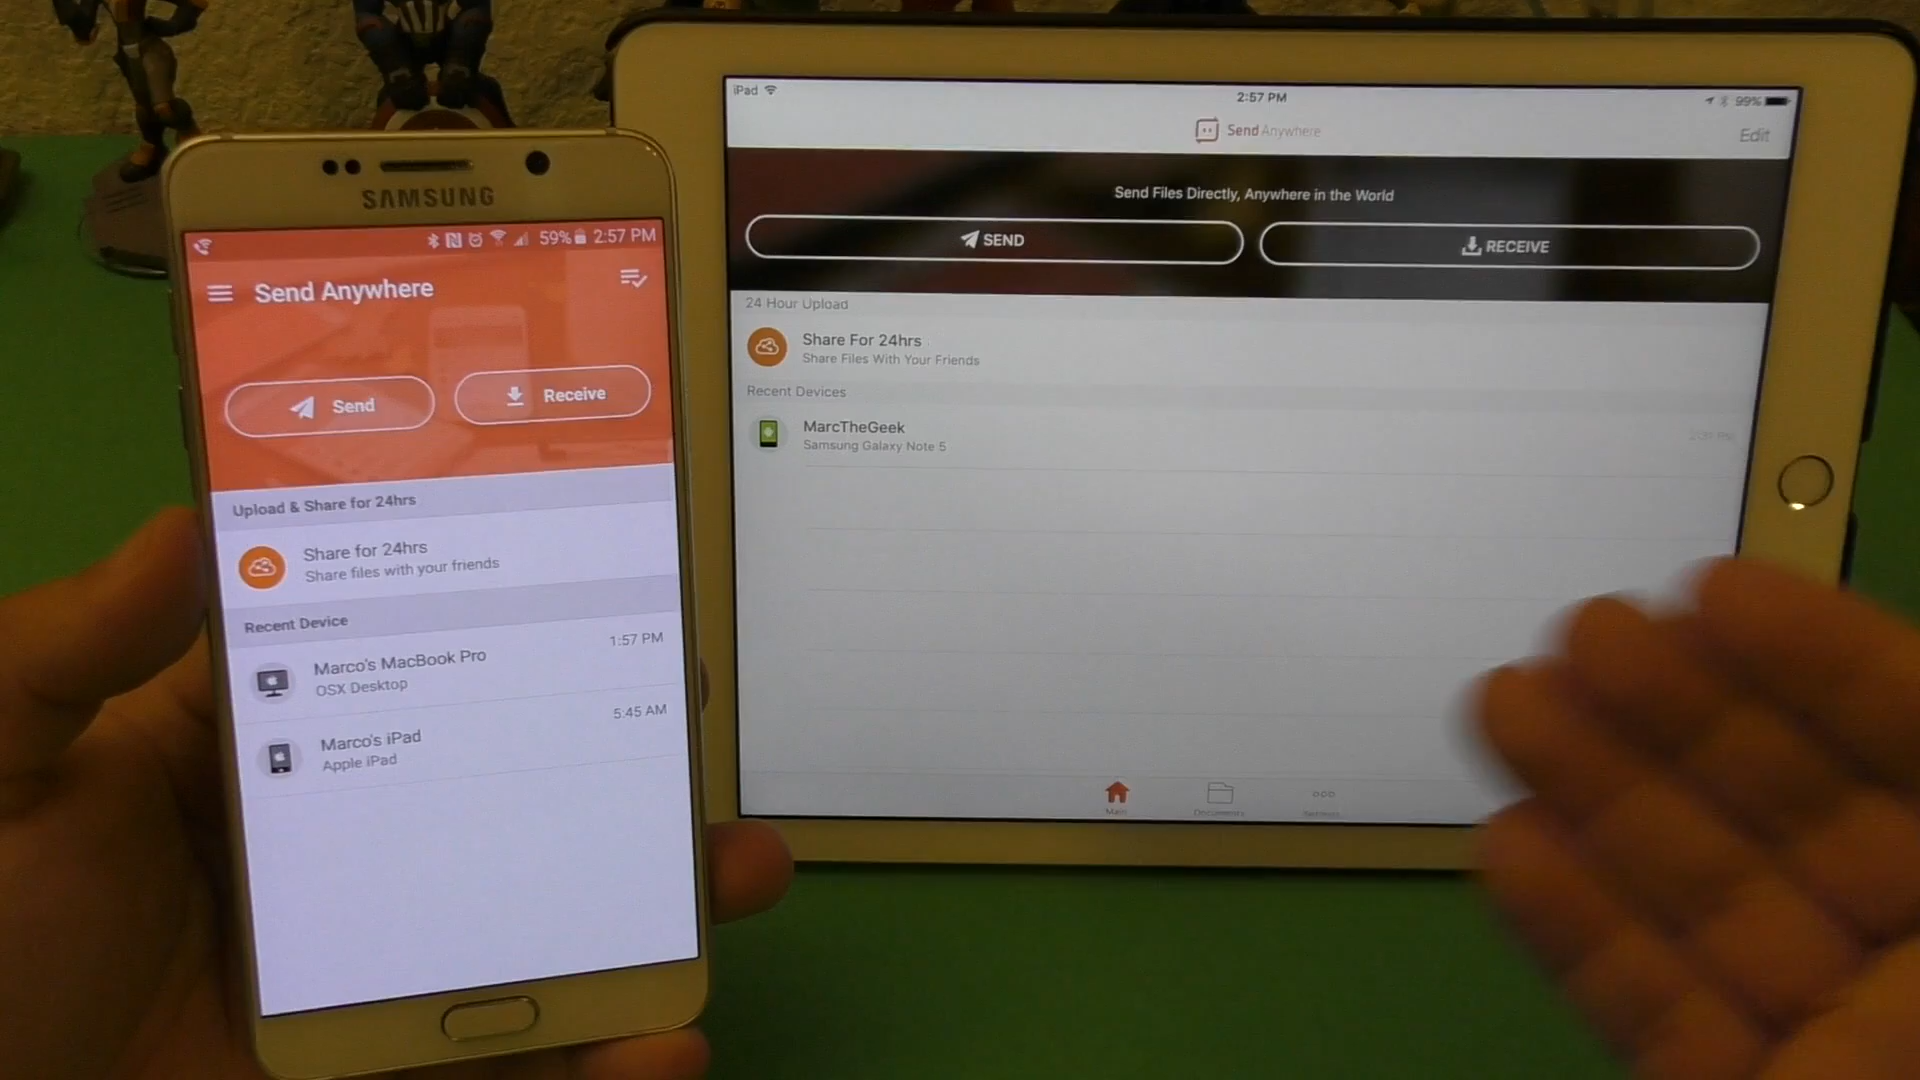 SAMSUNG
59% 2:57 PM
Send Anywhere
Send
Receive
Upload & Share for 24hrs
Share for 24hrs
Share files with your friends
Recent Device
Marco's MacBook Pro
1:57 PM
OSX Desktop
Marco's iPad
5:45 AM
Apple iPad
iPad
2:57 PM
99%
Send Anywhere
Edit
Send Files Directly, Anywhere in the World
SEND
RECEIVE
24 Hour Upload
Share For 24hrs
Share Files With Your Friends
Recent Devices
MarcTheGeek
Samsung Galaxy Note 5
Main
Documents